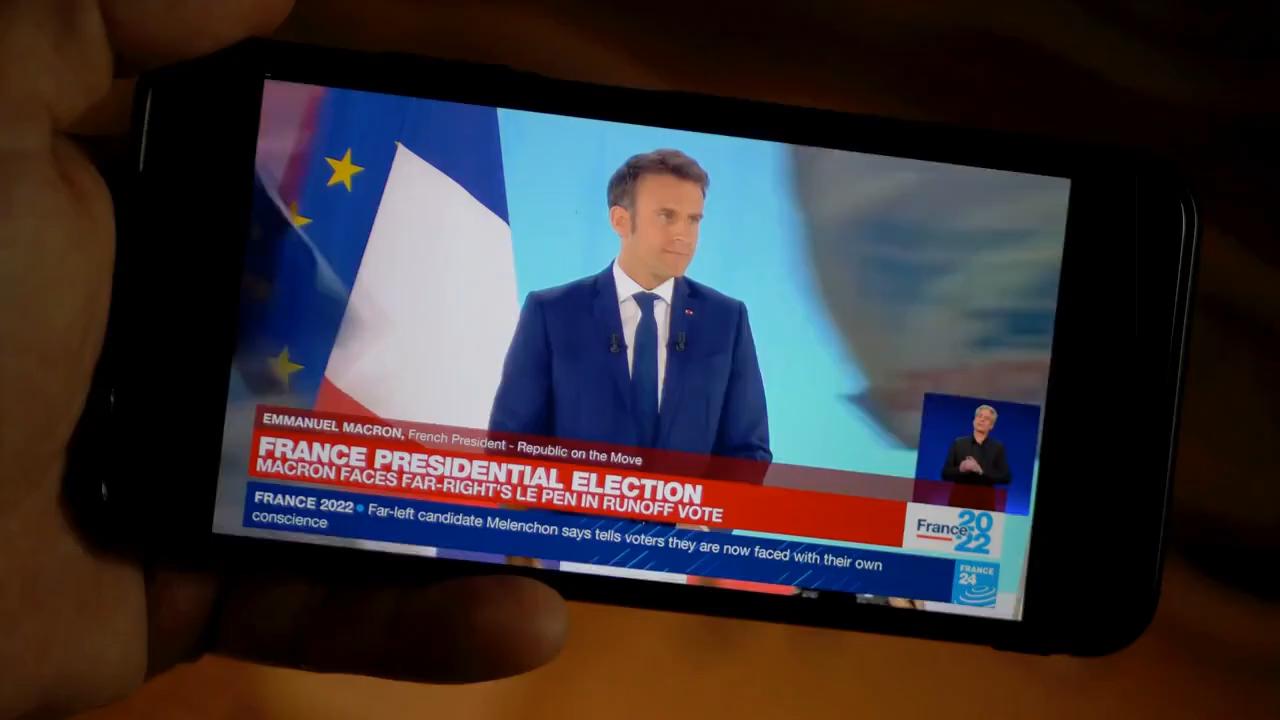 EMMANUEL MACRON, French President - Republic on the Move
FRANCE PRESIDENTIAL ELECTION
MACRON FACES FAR-RIGHT'S LE PEN IN RUNOFF VOTE
FRANCE 2022 • Far-left candidate Melenchon says tells voters they are now faced with their own
conscience
France
20
22
FRANCE
24